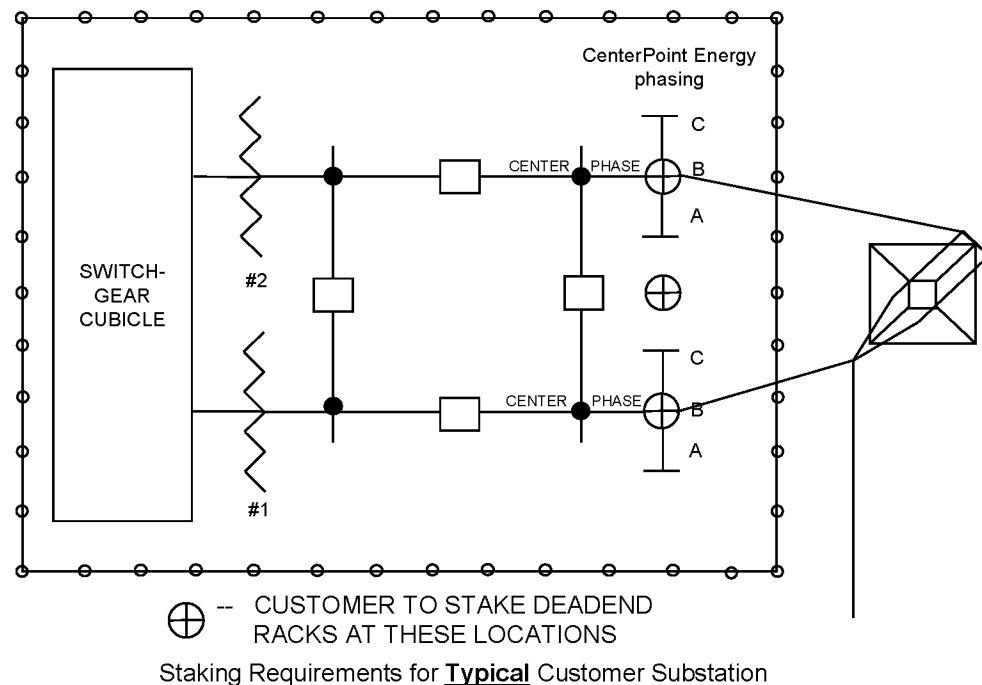 CenterPoint Energy
phasing
C
CENTER PHASE B
A
#2
SWITCH-
GEAR
CUBICLE
C
CENTER PHASE B
A
#1
-- CUSTOMER TO STAKE DEADEND
RACKS AT THESE LOCATIONS
Staking Requirements for Typical Customer Substation